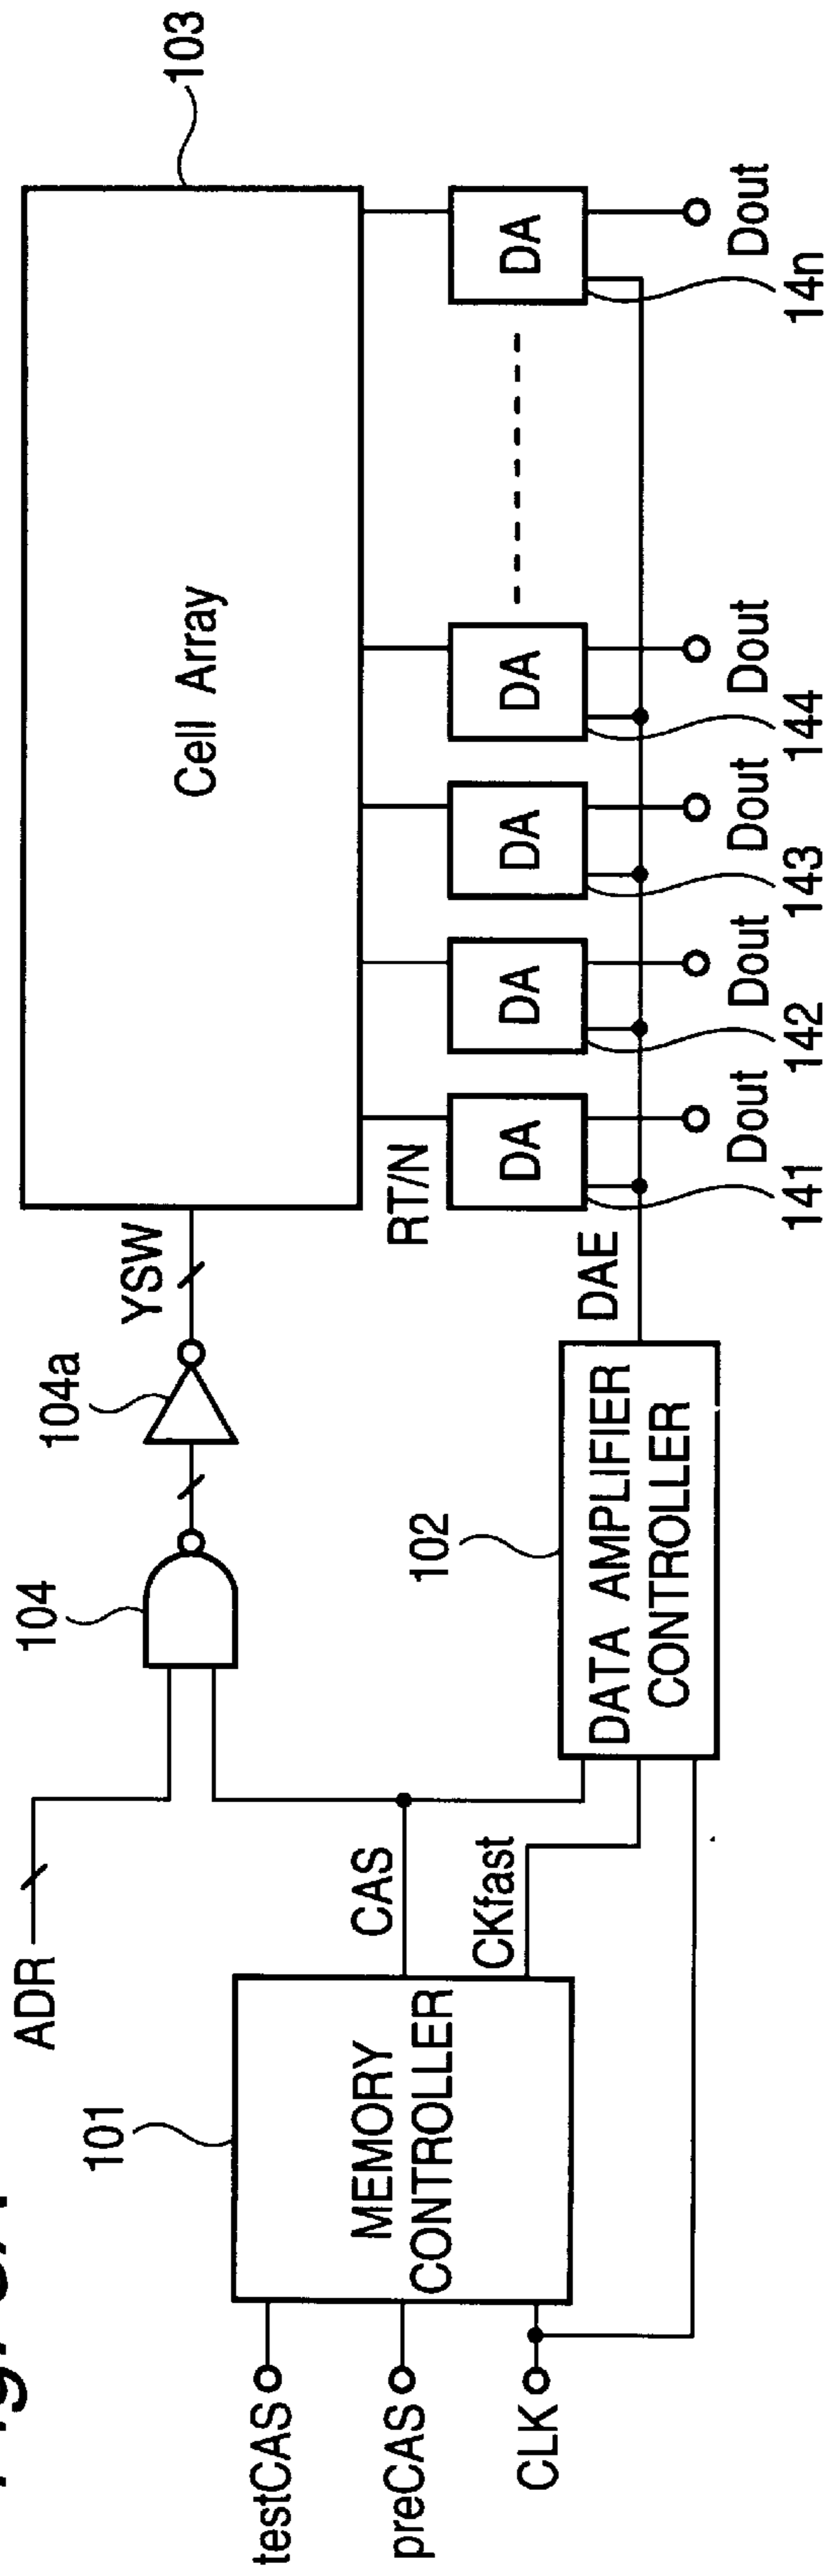 103
Cell Array
YSW
104a
104
ADR
RT/N
DA
DA
DA
DA
DA
Dout
Dout
Dout
Dout
Dout
141
142
143
144
14n
DAE
102
DATA AMPLIFIER
CONTROLLER
CAS
CKfast
101
MEMORY
CONTROLLER
testCAS
preCAS
CLK